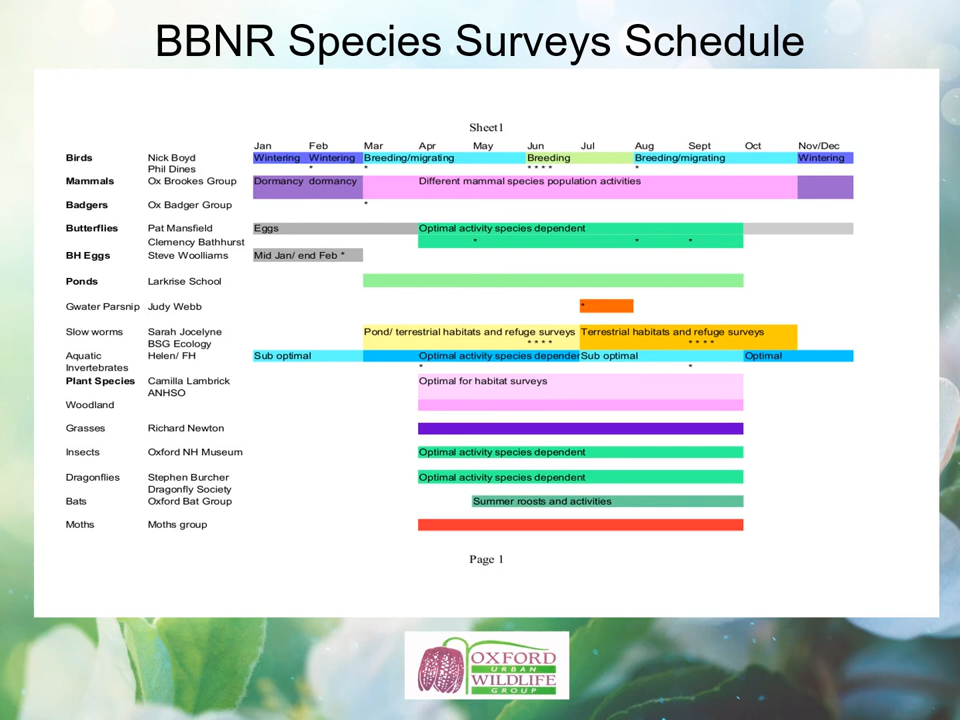 BBNR Species Surveys Schedule
Sheet1
Jan Feb Mar Apr May Jun Jul Aug Sept Oct Nov/Dec
Birds Nick Boyd Wintering Wintering Breeding/migrating Breeding Breeding/migrating Wintering
Phil Dines * * * * * * *
Mammals Ox Brookes Group Dormancy dormancy Different mammal species population activities
Badgers Ox Badger Group *
Butterflies Pat Mansfield Eggs Optimal activity species dependent
Clemency Bathhurst * * *
BH Eggs Steve Woolliams Mid Jan/ end Feb *
Ponds Larkrise School
Gwater Parsnip Judy Webb *
Slow worms Sarah Jocelyne Pond/ terrestrial habitats and refuge surveys Terrestrial habitats and refuge surveys
BSG Ecology * * * * * * * *
Aquatic Helen/ FH Sub optimal Optimal activity species depender Sub optimal Optimal
Invertebrates * *
Plant Species Camilla Lambrick Optimal for habitat surveys
ANHSO
Woodland
Grasses Richard Newton
Insects Oxford NH Museum Optimal activity species dependent
Dragonflies Stephen Burcher Optimal activity species dependent
Dragonfly Society
Bats Oxford Bat Group Summer roosts and activities
Moths Moths group
Page 1
OXFORD
URBAN
WILDLIFE
GROUP